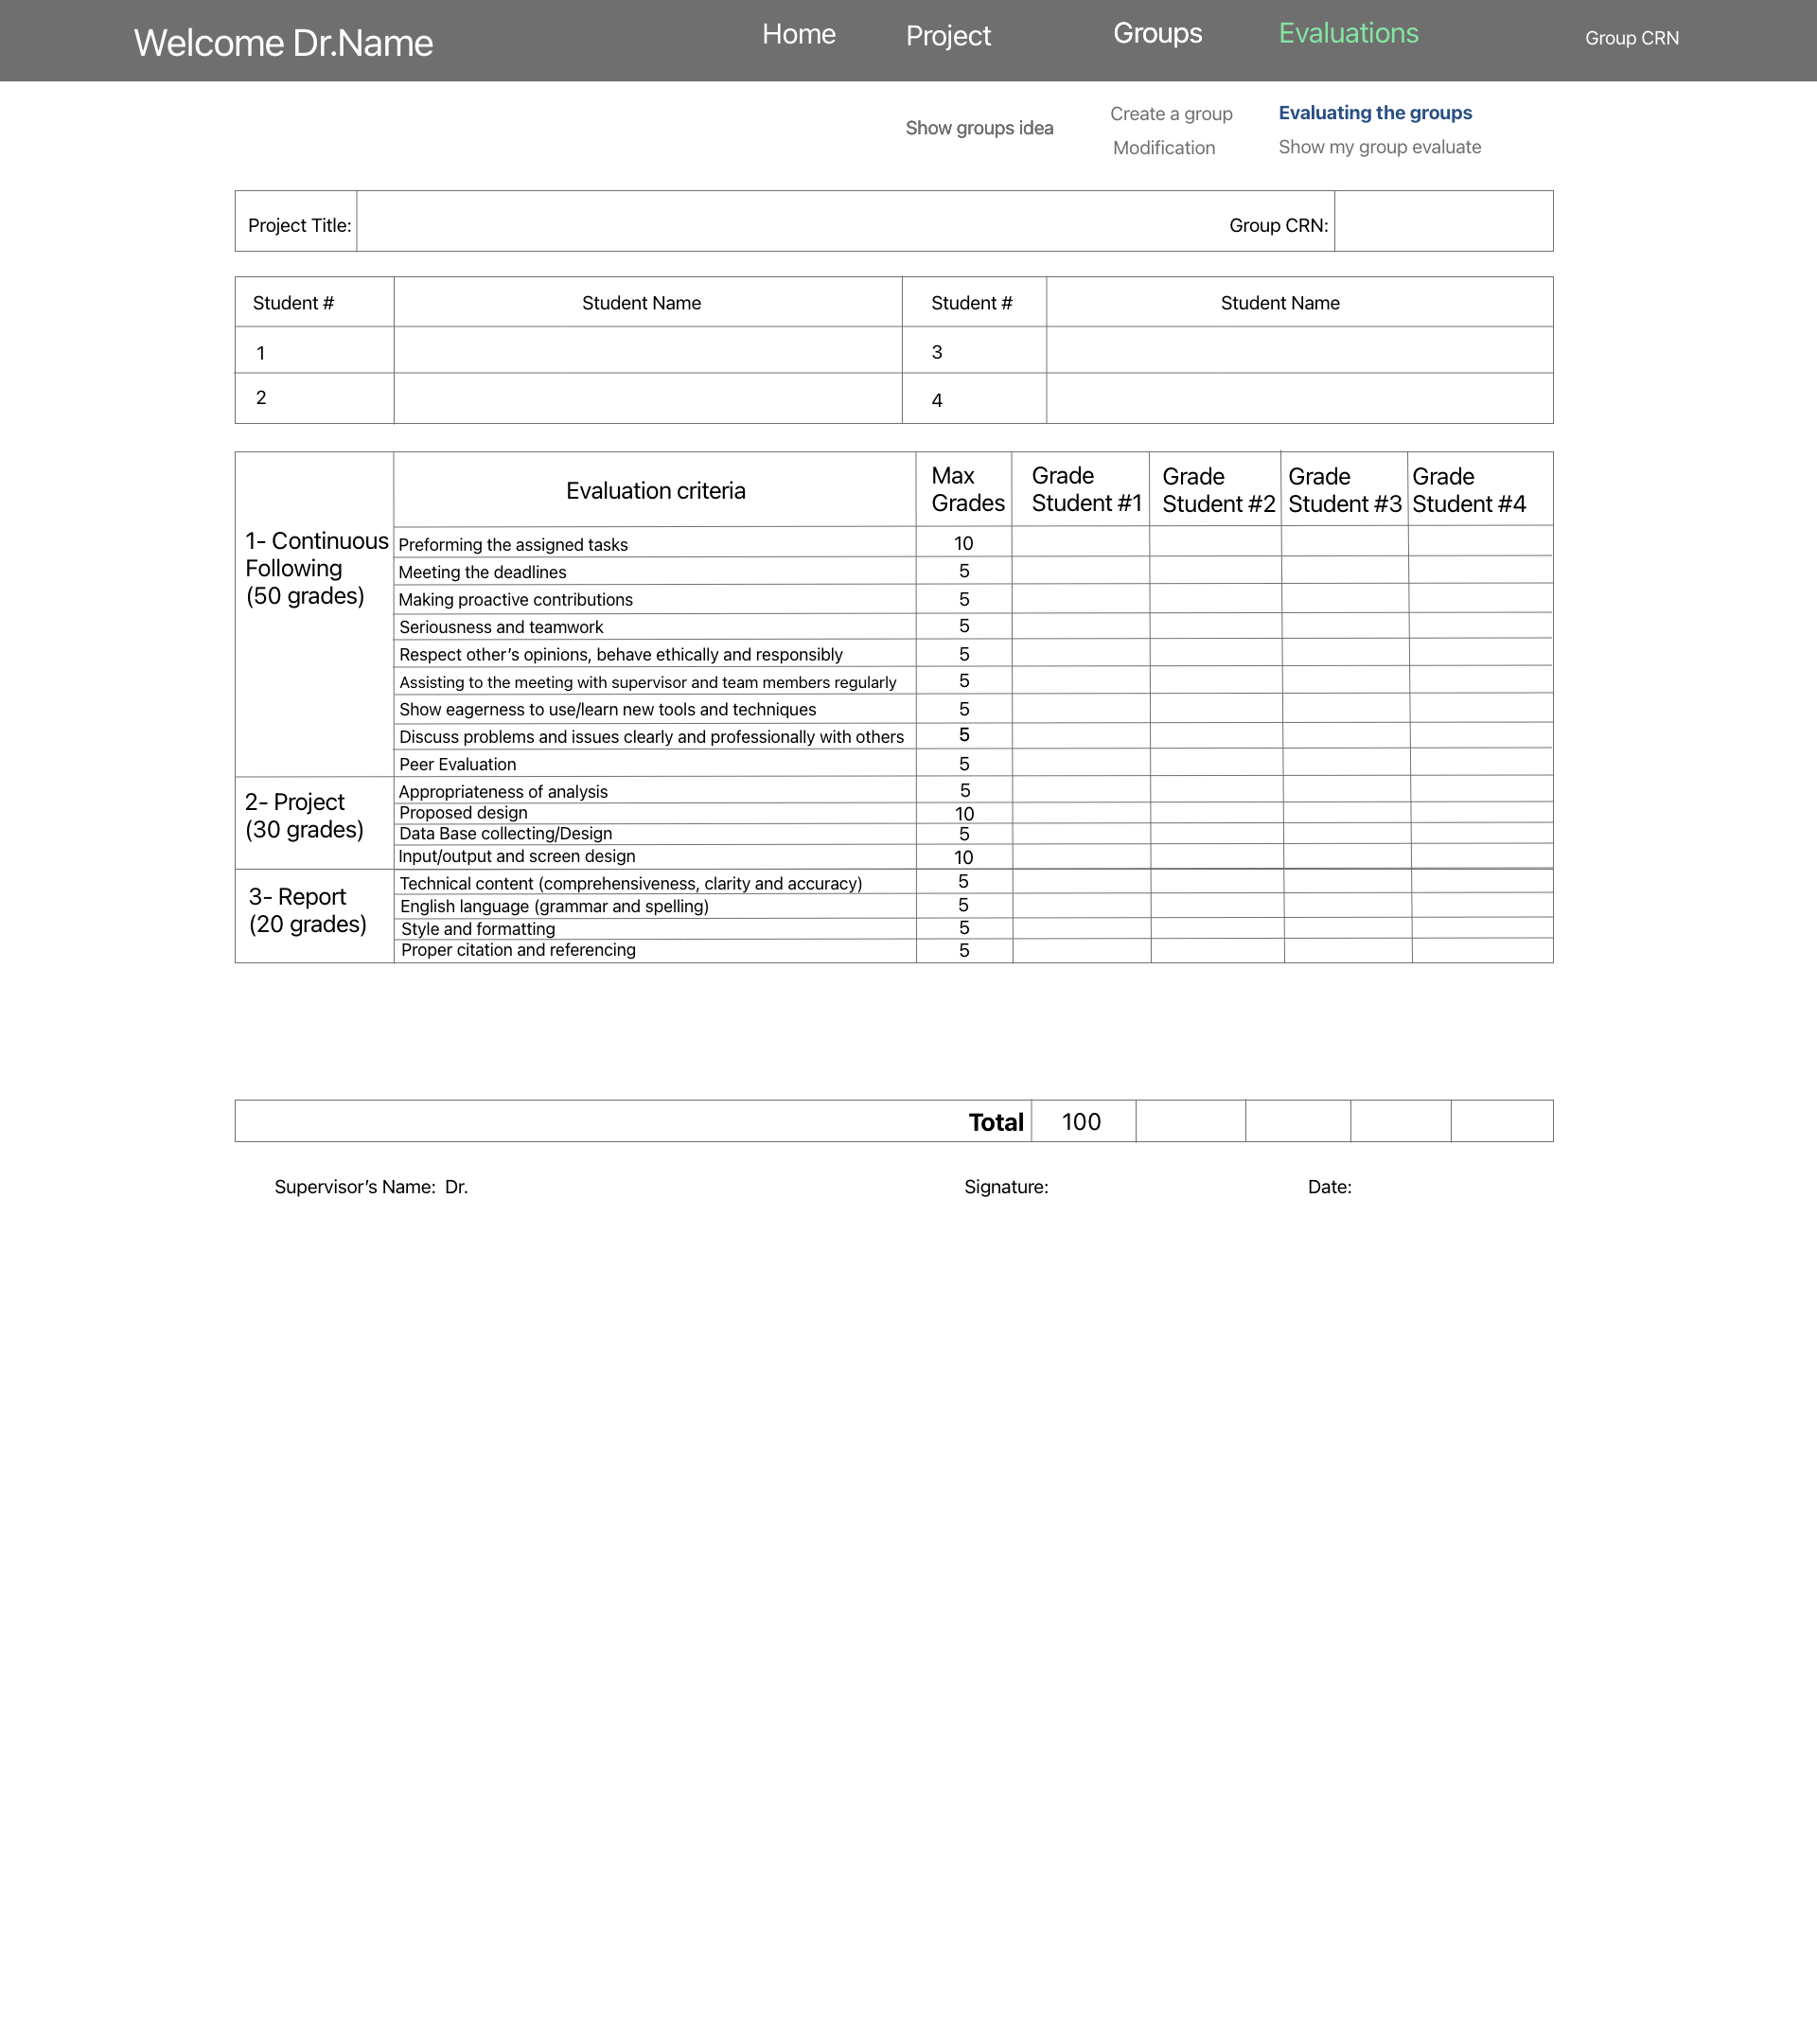 Welcome Dr.Name
Home
Project
Groups
Evaluations
Group CRN
Show groups idea
Create a group
Modification
Evaluating the groups
Show my group evaluate
Project Title:
Group CRN:
Student #
Student Name
Student #
Student Name
1
3
2
4
1- Continuous
Following
(50 grades)
Evaluation criteria
Max
Grades
Grade
Student #1
Grade
Student #2
Grade
Student #3
Grade
Student #4
Preforming the assigned tasks
10
Meeting the deadlines
5
Making proactive contributions
5
Seriousness and teamwork
5
Respect other’s opinions, behave ethically and responsibly
5
Assisting to the meeting with supervisor and team members regularly
5
Show eagerness to use/learn new tools and techniques
5
Discuss problems and issues clearly and professionally with others
5
Peer Evaluation
5
2- Project
(30 grades)
Appropriateness of analysis
5
Proposed design
10
Data Base collecting/Design
5
Input/output and screen design
10
3- Report
(20 grades)
Technical content (comprehensiveness, clarity and accuracy)
5
English language (grammar and spelling)
5
Style and formatting
5
Proper citation and referencing
5
Total
100
Supervisor’s Name: Dr.
Signature:
Date: